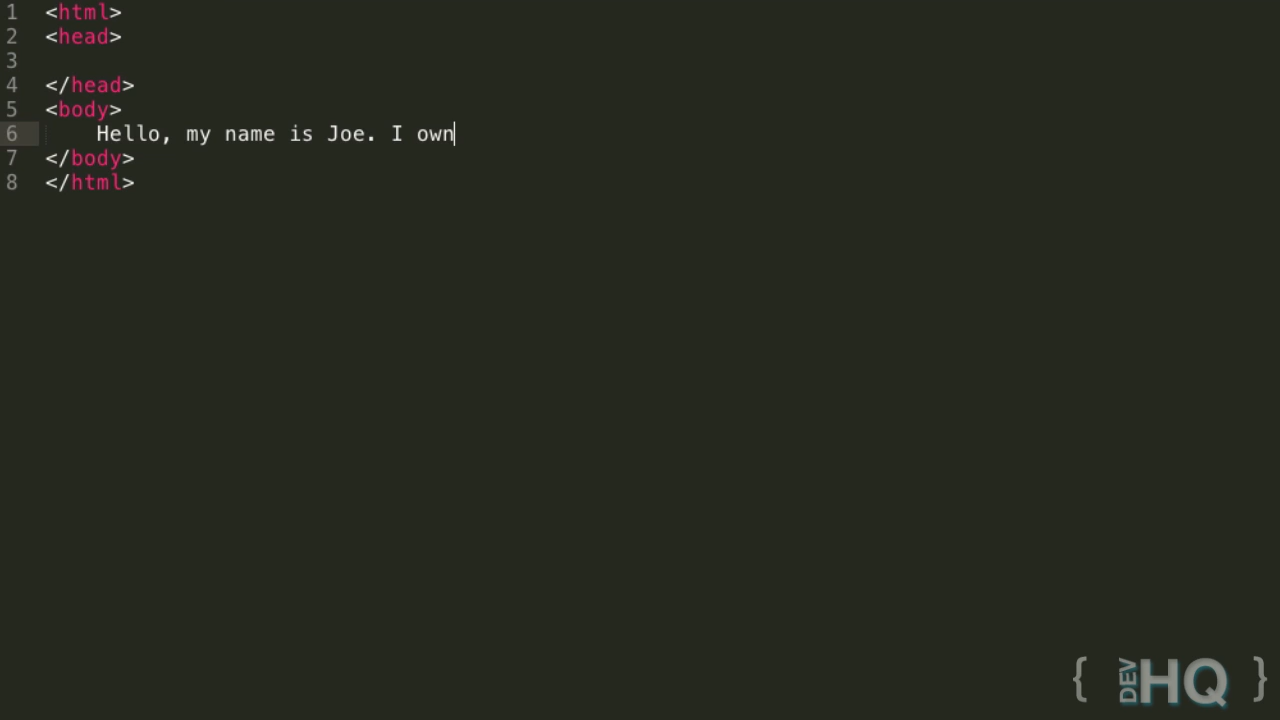 1 <html>
2 <head>
3
4 </head>
5 <body>
6     Hello, my name is Joe. I own
7 </body>
8 </html>
{ DEV HQ }